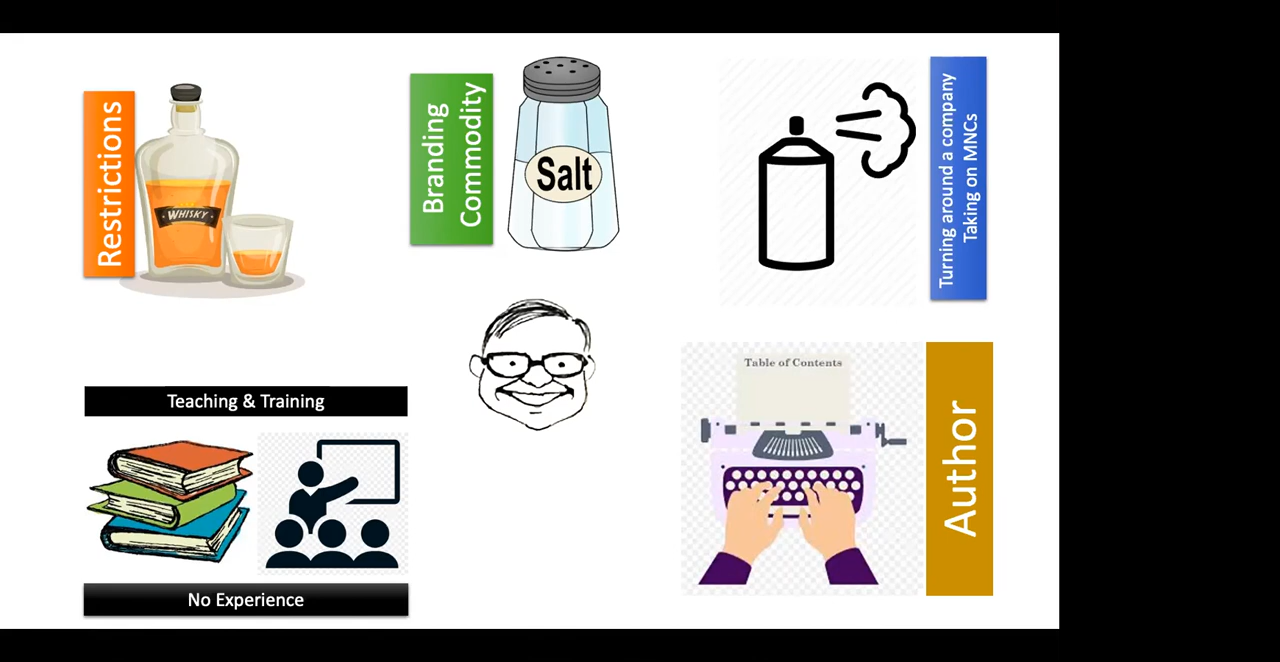 Restrictions
WHISKY
Branding
Commodity
Salt
Turning around a company
Taking on MNCs
Teaching & Training
No Experience
Table of Contents
Author